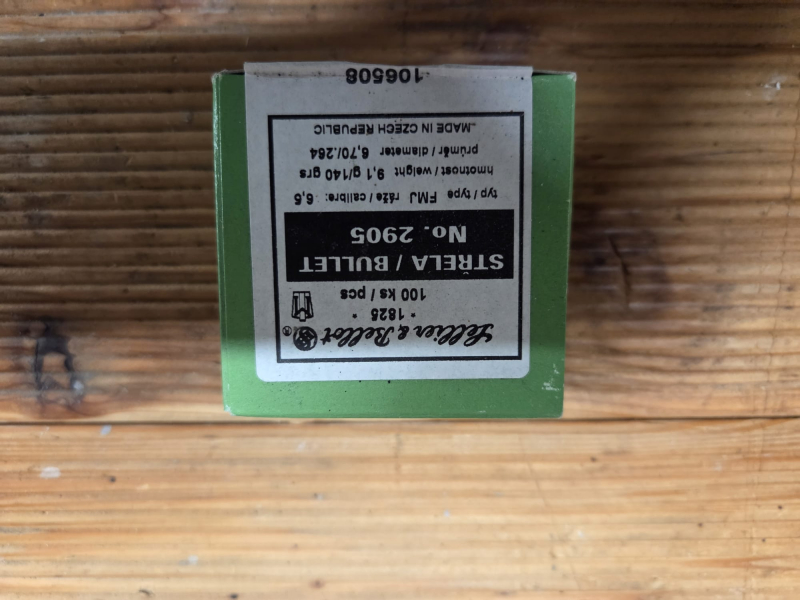 Sellier & Bellot ®
• 1825 •
100 ks / pcs
STŘELA / BULLET
No. 2905
typ / type FMJ ráže / calibre: 6,5
hmotnost / weight 9,1 g/140 grs
průměr / diameter 6,70/.264
..MADE IN CZECH REPUBLIC
106508